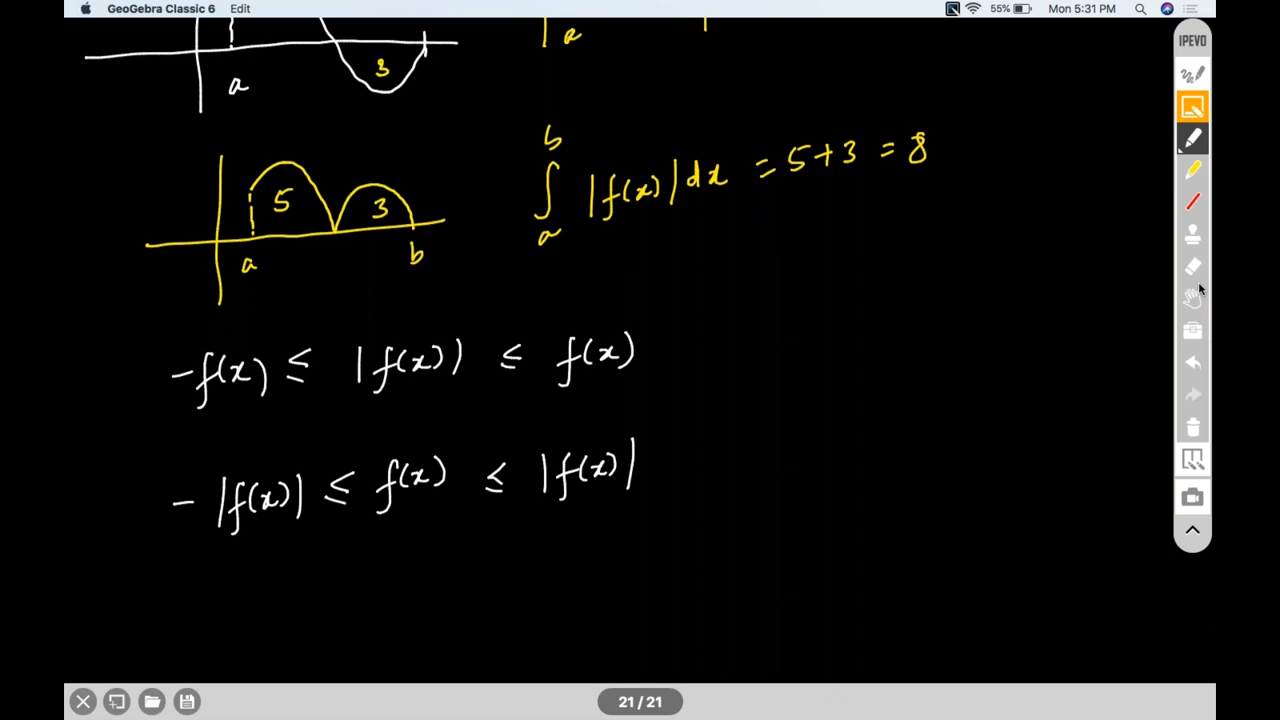 GeoGebra Classic 6 Edit 55% Mon 5:31 PM
IPEVO
3
a
a
b
∫ |f(x)| dx = 5 + 3 = 8
a
5 3
a b
-f(x) ≤ |f(x)| ≤ f(x)
- |f(x)| ≤ f(x) ≤ |f(x)|
21 / 21